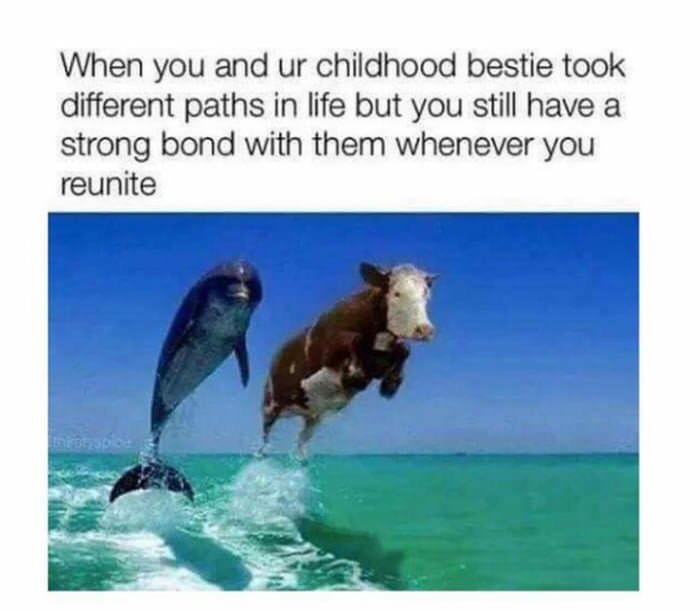 When you and ur childhood bestie took
different paths in life but you still have a
strong bond with them whenever you
reunite